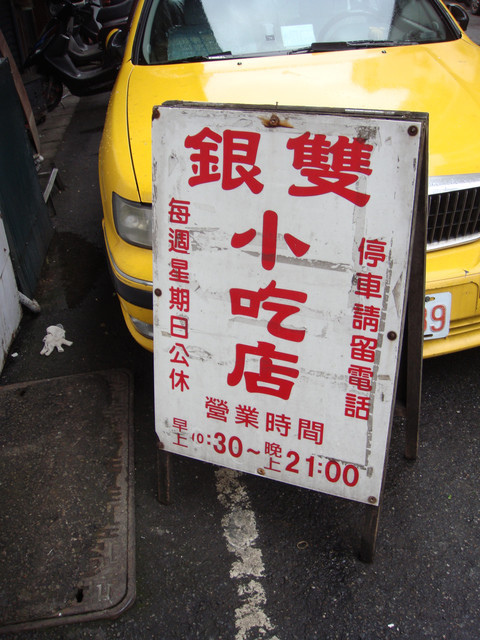 雙銀
小吃店
停車請留電話
每週星期日公休
營業時間
早上10:30~晚上21:00
9